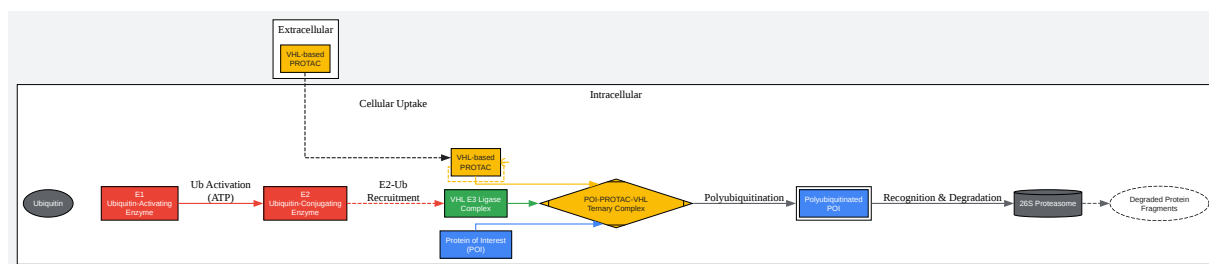 Extracellular
VHL-based
PROTAC
Intracellular
Cellular Uptake
VHL-based
PROTAC
Ubiquitin
E1
Ubiquitin-Activating
Enzyme
Ub Activation
(ATP)
E2
Ubiquitin-Conjugating
Enzyme
E2-Ub
Recruitment
VHL E3 Ligase
Complex
Protein of Interest
(POI)
POI-PROTAC-VHL
Ternary Complex
Polyubiquitination
Polyubiquitinated
POI
Recognition & Degradation
26S Proteasome
Degraded Protein
Fragments